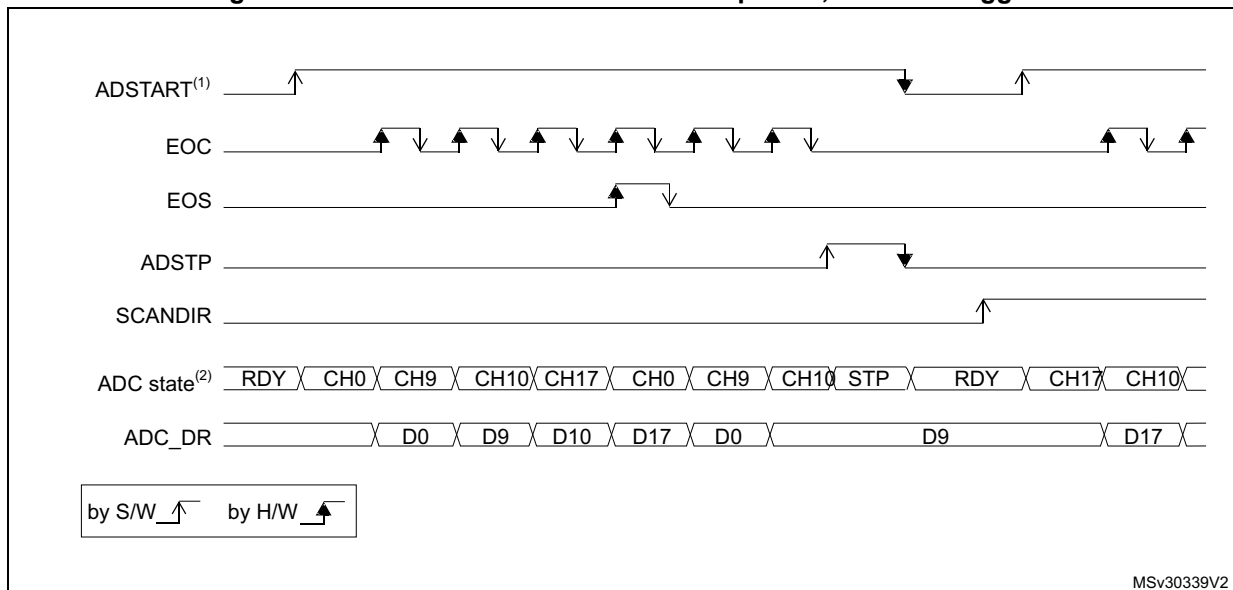 ADSTART(1)
EOC
EOS
ADSTP
SCANDIR
ADC state(2) RDY CH0 CH9 CH10 CH17 CH0 CH9 CH10 STP RDY CH17 CH10
ADC_DR D0 D9 D10 D17 D0 D9 D17
by S/W by H/W
MSv30339V2